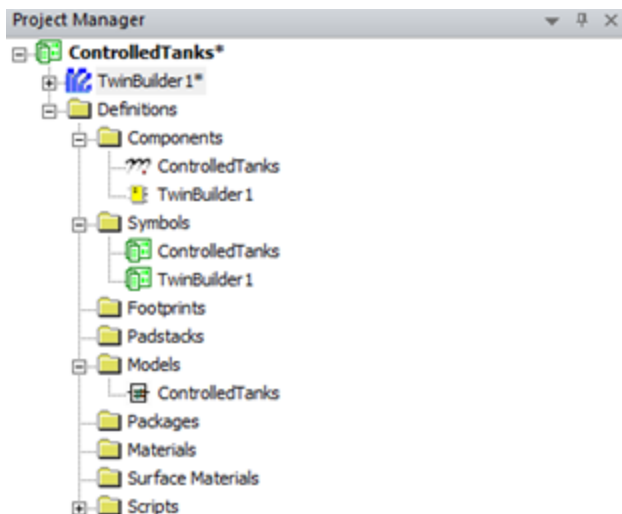 Project Manager
ControlledTanks*
TwinBuilder1*
Definitions
Components
ControlledTanks
TwinBuilder1
Symbols
ControlledTanks
TwinBuilder1
Footprints
Padstacks
Models
ControlledTanks
Packages
Materials
Surface Materials
Scripts